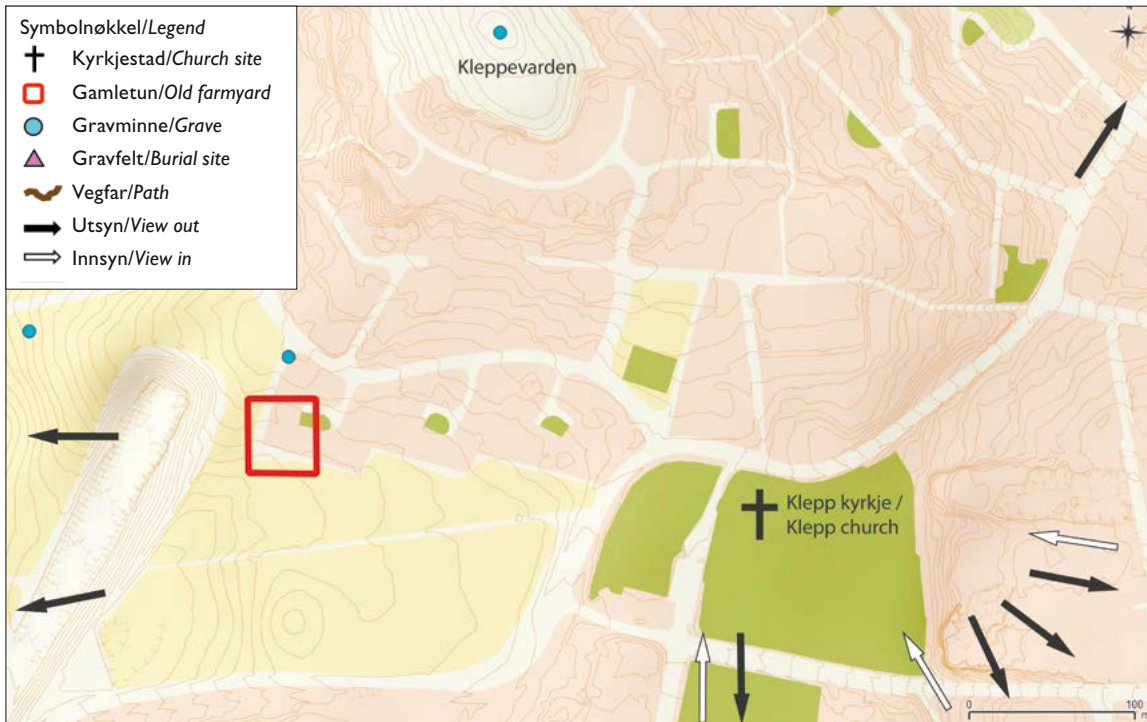 Symbolnøkkel/Legend
Kyrkjestad/Church site
Gamletun/Old farmyard
Gravminne/Grave
Gravfelt/Burial site
Vegfar/Path
Utsyn/View out
Innsyn/View in
Kleppevarden
Klepp kyrkje /
Klepp church
0 100